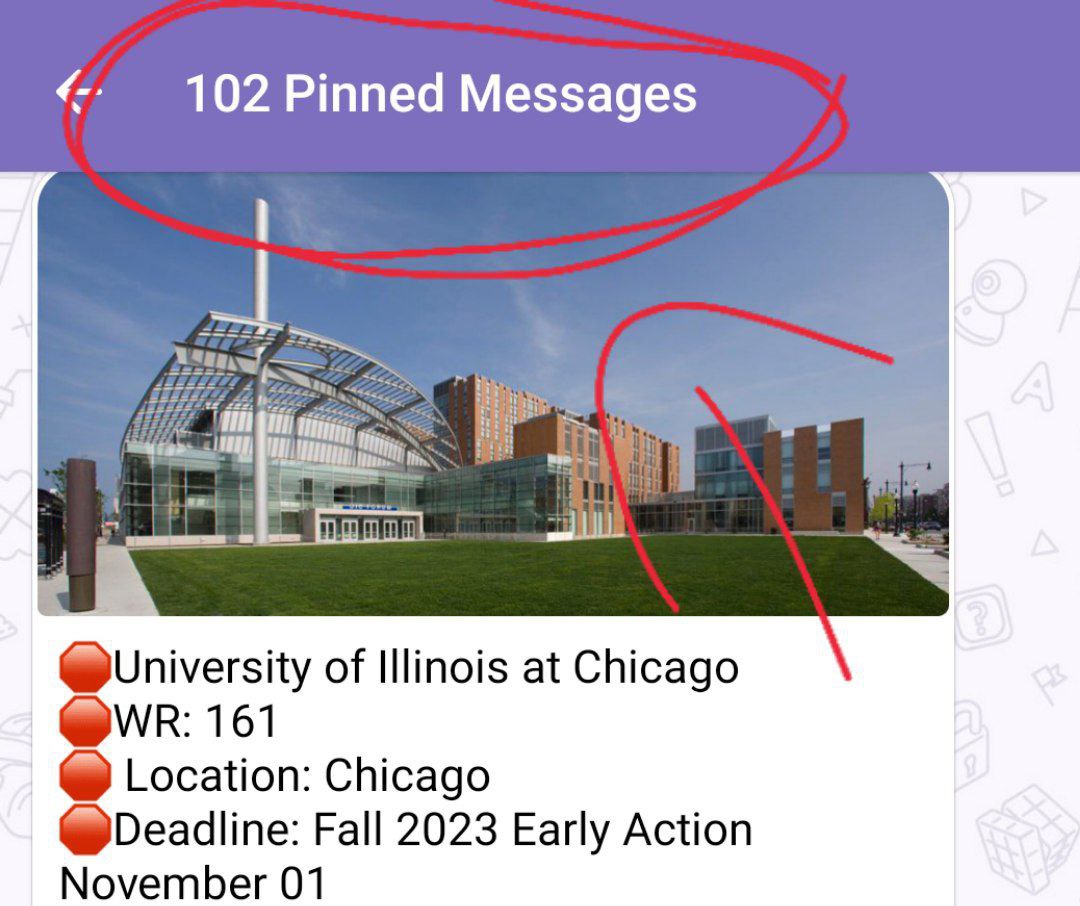 102 Pinned Messages
UIC FORUM
University of Illinois at Chicago
WR: 161
Location: Chicago
Deadline: Fall 2023 Early Action
November 01